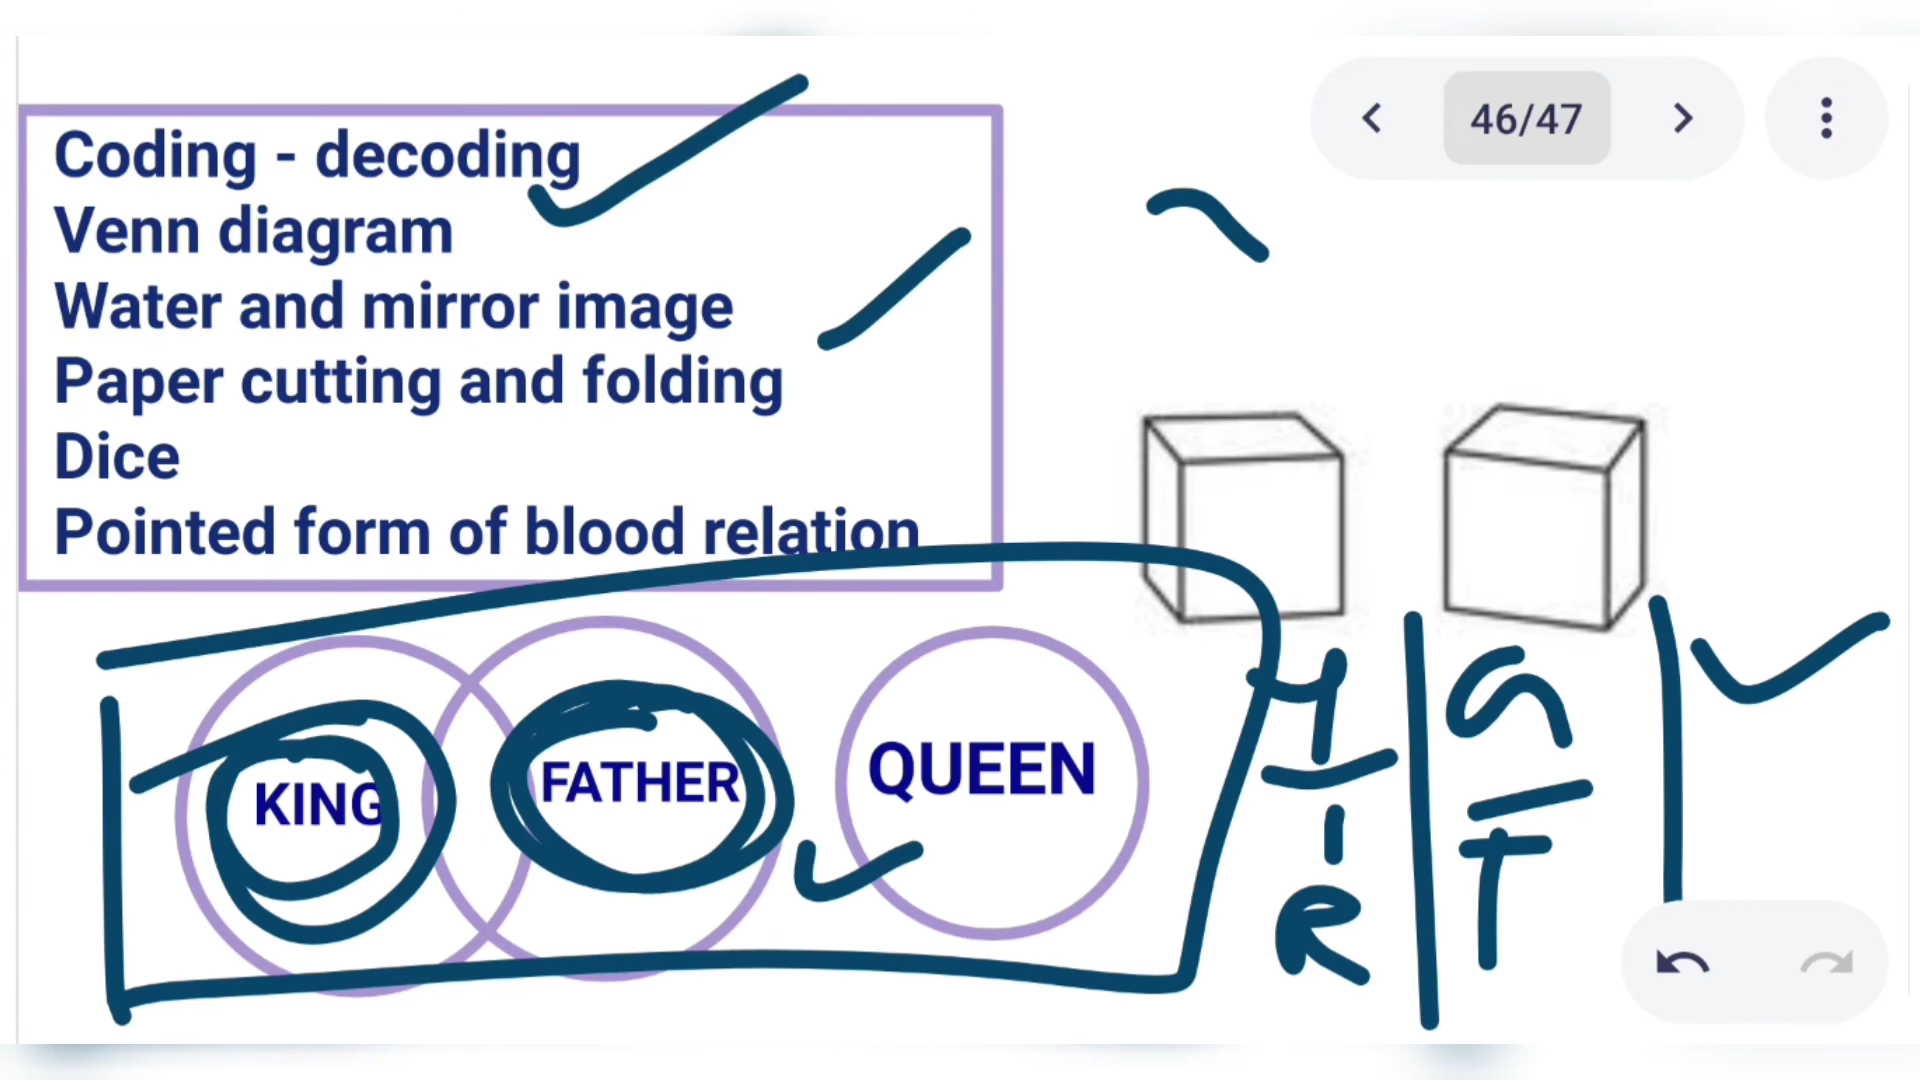 46/47
Coding - decoding
Venn diagram
Water and mirror image
Paper cutting and folding
Dice
Pointed form of blood relation
KING
FATHER
QUEEN
R
T